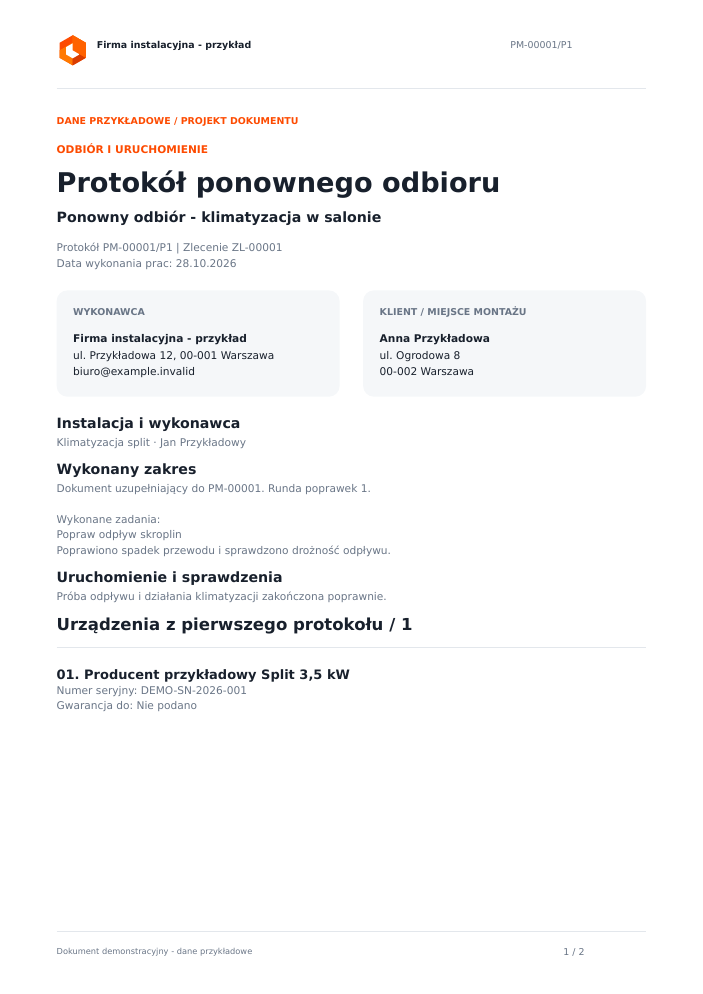 Firma instalacyjna - przykład
PM-00001/P1
DANE PRZYKŁADOWE / PROJEKT DOKUMENTU
ODBIÓR I URUCHOMIENIE
Protokół ponownego odbioru
Ponowny odbiór - klimatyzacja w salonie
Protokół PM-00001/P1 | Zlecenie ZL-00001
Data wykonania prac: 28.10.2026
WYKONAWCA
Firma instalacyjna - przykład
ul. Przykładowa 12, 00-001 Warszawa
biuro@example.invalid
KLIENT / MIEJSCE MONTAŻU
Anna Przykładowa
ul. Ogrodowa 8
00-002 Warszawa
Instalacja i wykonawca
Klimatyzacja split · Jan Przykładowy
Wykonany zakres
Dokument uzupełniający do PM-00001. Runda poprawek 1.
Wykonane zadania:
Popraw odpływ skroplin
Poprawiono spadek przewodu i sprawdzono drożność odpływu.
Uruchomienie i sprawdzenia
Próba odpływu i działania klimatyzacji zakończona poprawnie.
Urządzenia z pierwszego protokołu / 1
01. Producent przykładowy Split 3,5 kW
Numer seryjny: DEMO-SN-2026-001
Gwarancja do: Nie podano
Dokument demonstracyjny - dane przykładowe
1 / 2